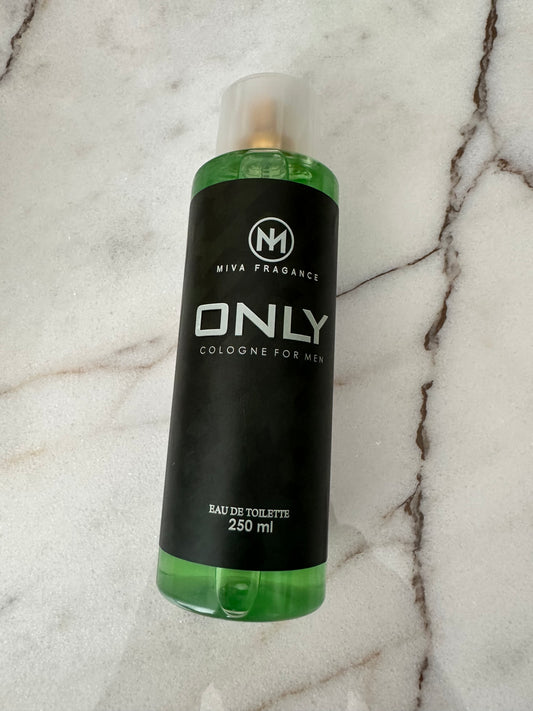 M
MIVA FRAGANCE
ONLY
COLOGNE FOR MEN
EAU DE TOILETTE
250 ml